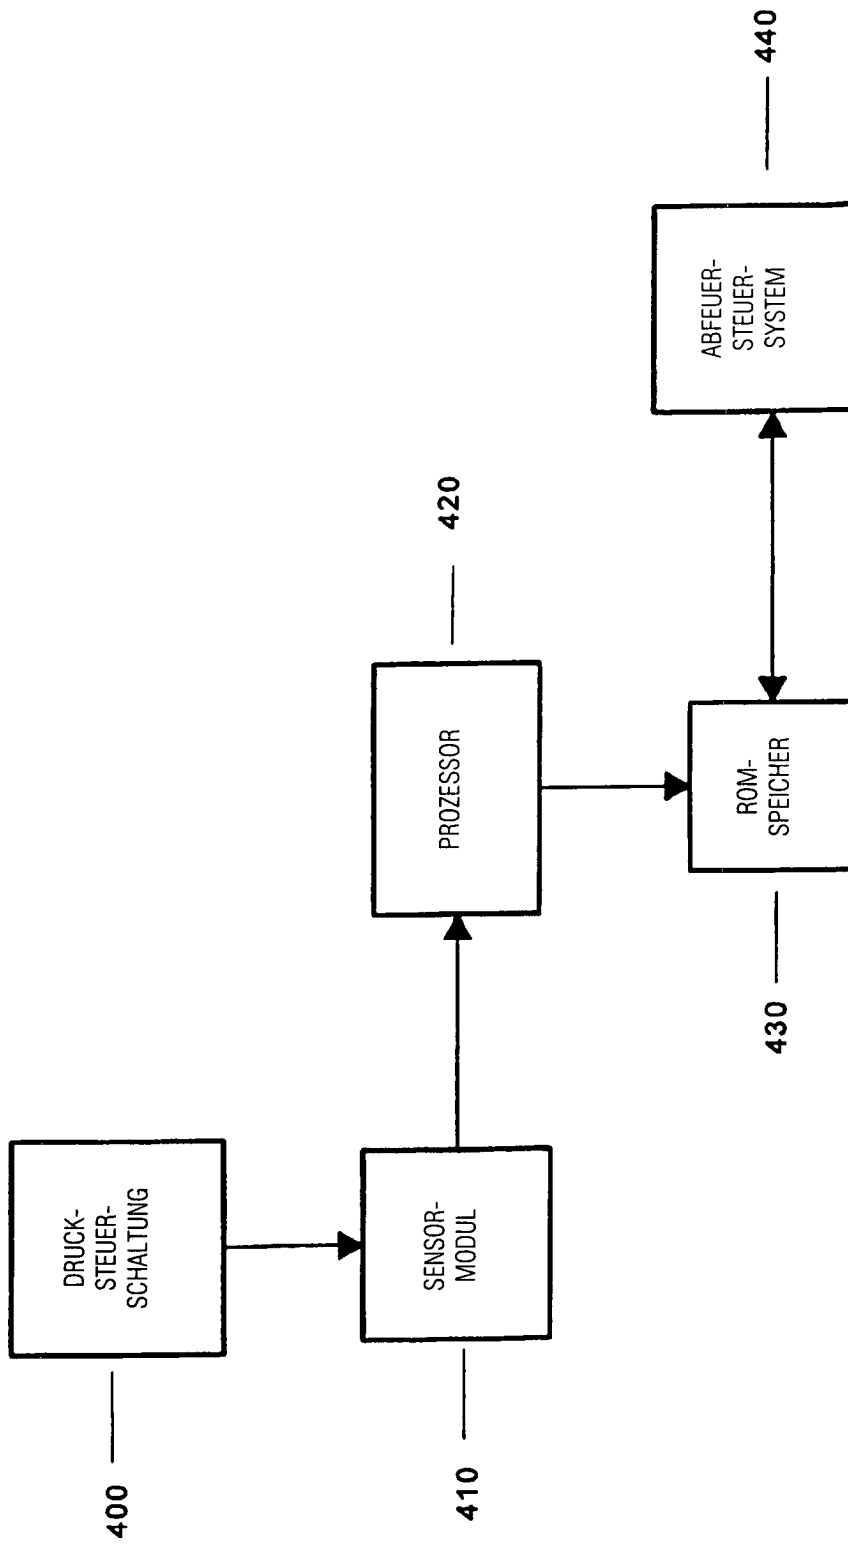 400
DRUCK-
STEUER-
SCHALTUNG
410
SENSOR-
MODUL
PROZESSOR
420
430
ROM-
SPEICHER
ABFEUER-
STEUER-
SYSTEM
440